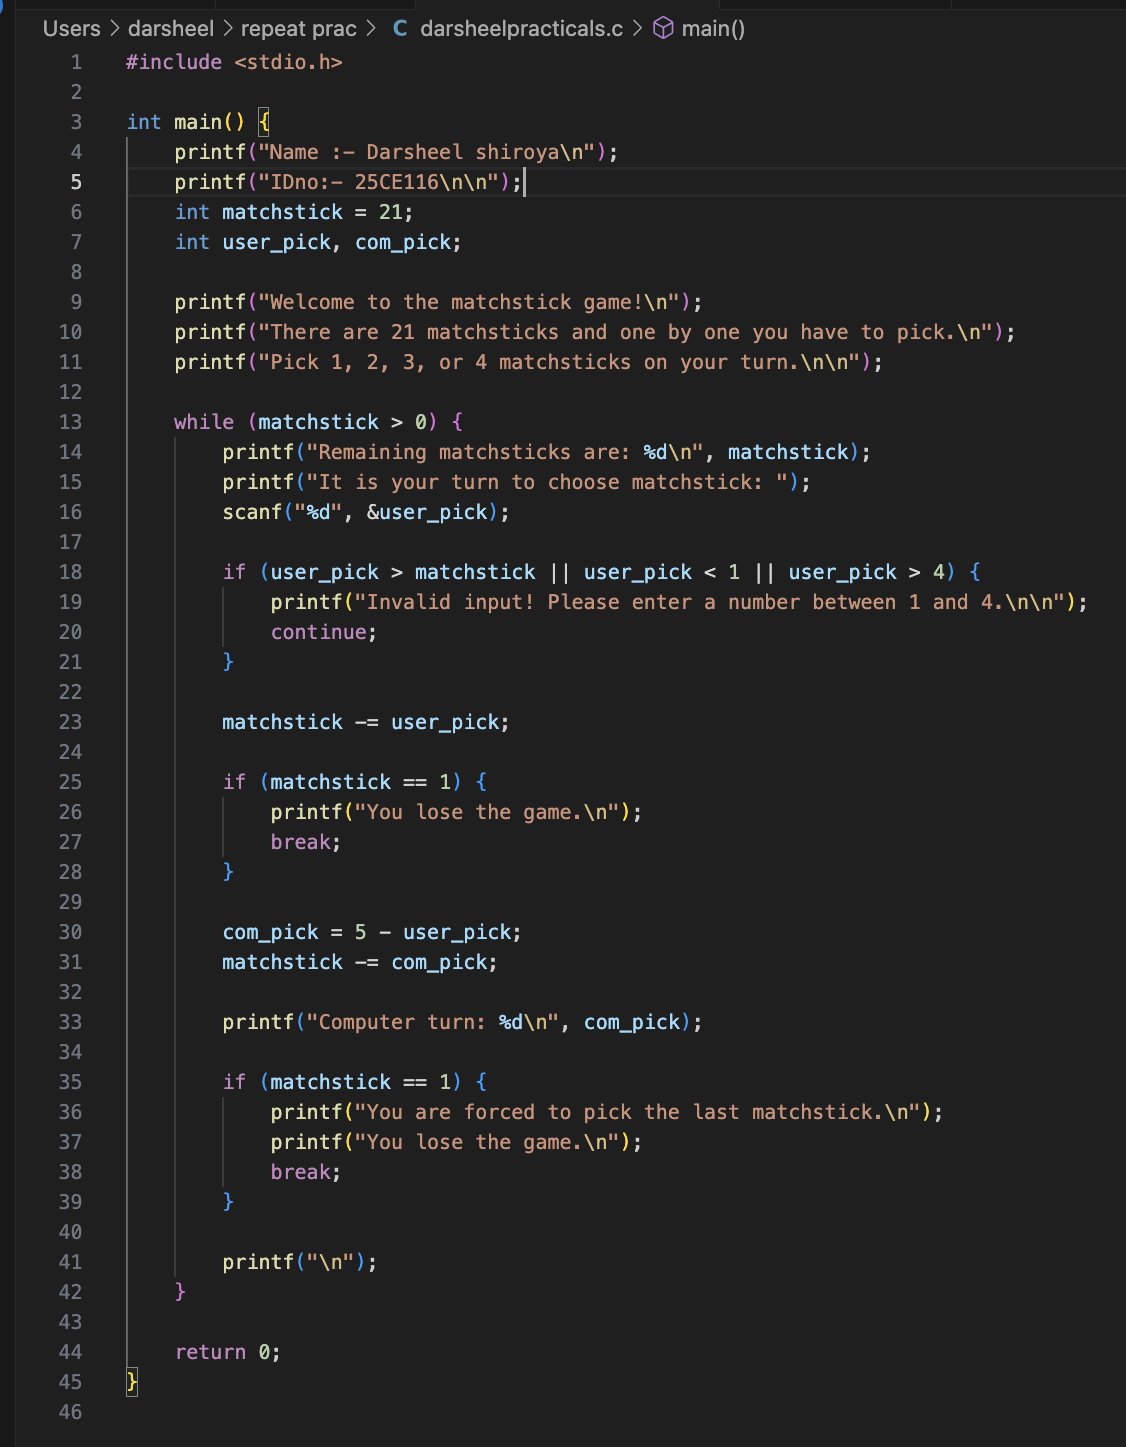 Users > darsheel > repeat prac > C darsheelpracticals.c > main()
1 #include <stdio.h>
2
3 int main() {
4     printf("Name :- Darsheel shiroya\n");
5     printf("IDno:- 25CE116\n\n");
6     int matchstick = 21;
7     int user_pick, com_pick;
8
9     printf("Welcome to the matchstick game!\n");
10     printf("There are 21 matchsticks and one by one you have to pick.\n");
11     printf("Pick 1, 2, 3, or 4 matchsticks on your turn.\n\n");
12
13     while (matchstick > 0) {
14         printf("Remaining matchsticks are: %d\n", matchstick);
15         printf("It is your turn to choose matchstick: ");
16         scanf("%d", &user_pick);
17
18         if (user_pick > matchstick || user_pick < 1 || user_pick > 4) {
19             printf("Invalid input! Please enter a number between 1 and 4.\n\n");
20             continue;
21         }
22
23         matchstick -= user_pick;
24
25         if (matchstick == 1) {
26             printf("You lose the game.\n");
27             break;
28         }
29
30         com_pick = 5 - user_pick;
31         matchstick -= com_pick;
32
33         printf("Computer turn: %d\n", com_pick);
34
35         if (matchstick == 1) {
36             printf("You are forced to pick the last matchstick.\n");
37             printf("You lose the game.\n");
38             break;
39         }
40
41         printf("\n");
42     }
43
44     return 0;
45 }
46